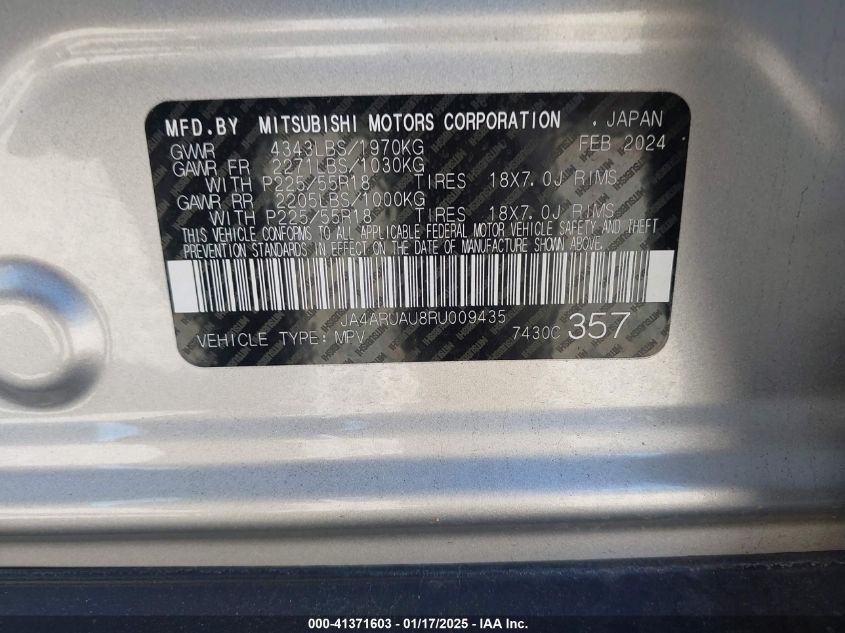 MFD.BY MITSUBISHI MOTORS CORPORATION . JAPAN
GVWR 4343LBS/1970KG FEB 2024
GAWR FR 2271LBS/1030KG
WITH P225/55R18 TIRES 18X7.0J RIMS
GAWR RR 2205LBS/1000KG
WITH P225/55R18 TIRES 18X7.0J RIMS
THIS VEHICLE CONFORMS TO ALL APPLICABLE FEDERAL MOTOR VEHICLE SAFETY AND THEFT
PREVENTION STANDARDS IN EFFECT ON THE DATE OF MANUFACTURE SHOWN ABOVE.
JA4ARUAU8RU009435
VEHICLE TYPE: MPV 7430C 357
000-41371603 - 01/17/2025 - IAA Inc.